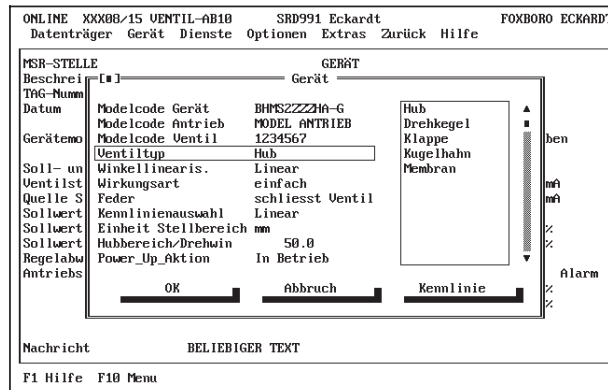 ONLINE XXX08/15 VENTIL-AB10 SRD991 Eckardt FOXBORO ECKARDT
Datenträger Gerät Dienste Optionen Extras Zurück Hilfe
MSR-STELLE GERÄT
Beschrei [■] Gerät
TAG-Numm
Datum Modelcode Gerät BHMS2ZZZHA-G Hub
Modelcode Antrieb MODEL ANTRIEB Drehkegel
Gerätemo Modelcode Ventil 1234567 Klappe ben
Ventiltyp Hub Kugelhahn
Soll- un Winkellinearis. Linear Membran
Ventilst Wirkungsart einfach mA
Quelle S Feder schliesst Ventil mA
Sollwert Kennlinienauswahl Linear
Sollwert Einheit Stellbereich mm %
Sollwert Hubbereich/Drehwin 50.0 %
Regelabw Power_Up_Aktion In Betrieb
Antriebs Alarm
OK Abbruch Kennlinie %
%
Nachricht BELIEBIGER TEXT
F1 Hilfe F10 Menu